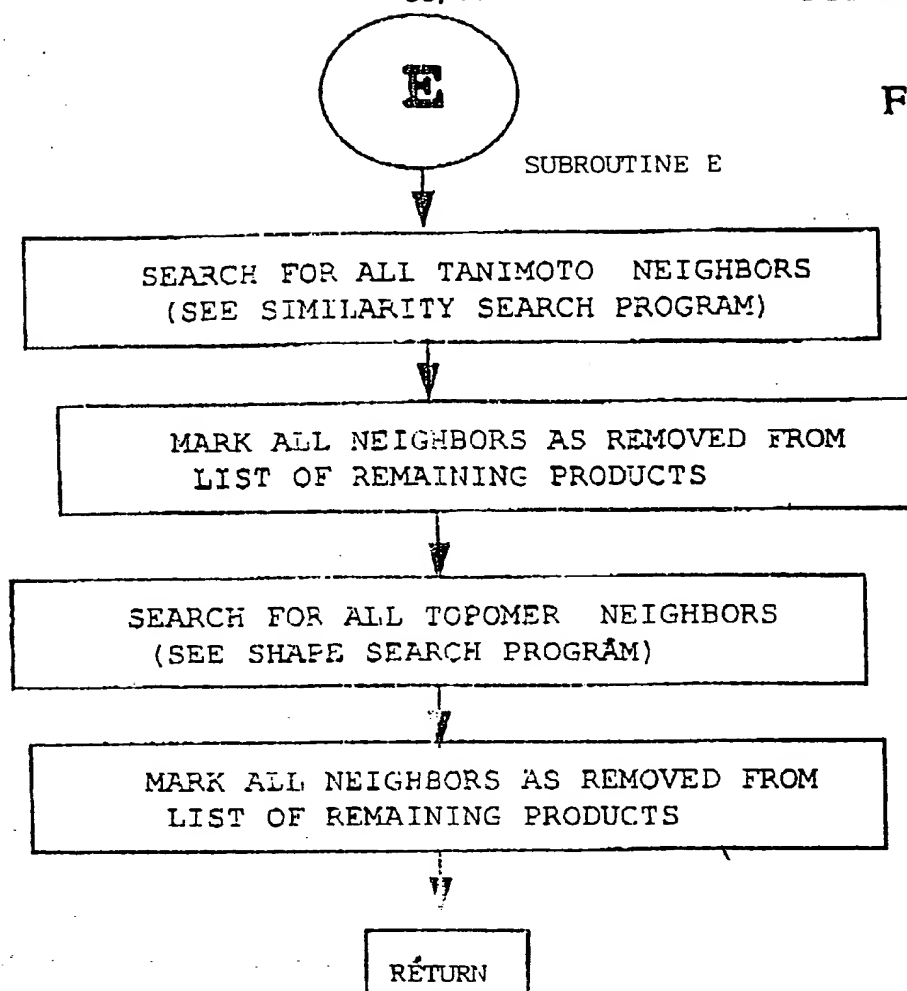 E
F
SUBROUTINE E
SEARCH FOR ALL TANIMOTO NEIGHBORS
(SEE SIMILARITY SEARCH PROGRAM)
MARK ALL NEIGHBORS AS REMOVED FROM
LIST OF REMAINING PRODUCTS
SEARCH FOR ALL TOPOMER NEIGHBORS
(SEE SHAPE SEARCH PROGRAM)
MARK ALL NEIGHBORS AS REMOVED FROM
LIST OF REMAINING PRODUCTS
RETURN